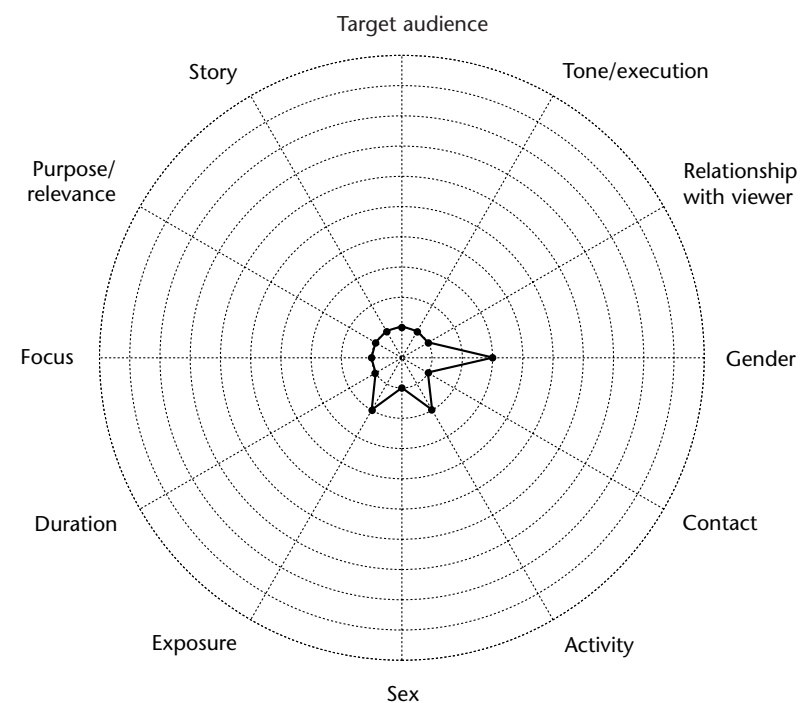 Target audience
Story
Tone/execution
Purpose/
relevance
Relationship
with viewer
Focus
Gender
Duration
Contact
Exposure
Activity
Sex